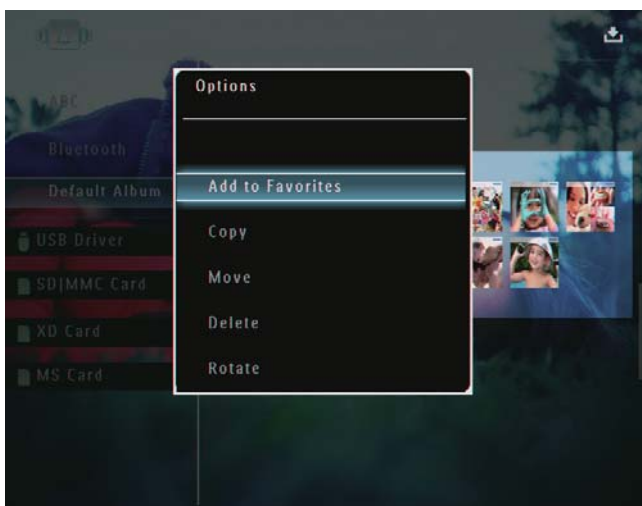 Options
Add to Favorites
Copy
Move
Delete
Rotate
ABC
Bluetooth
Default Album
USB Driver
SD|MMC Card
XD Card
MS Card